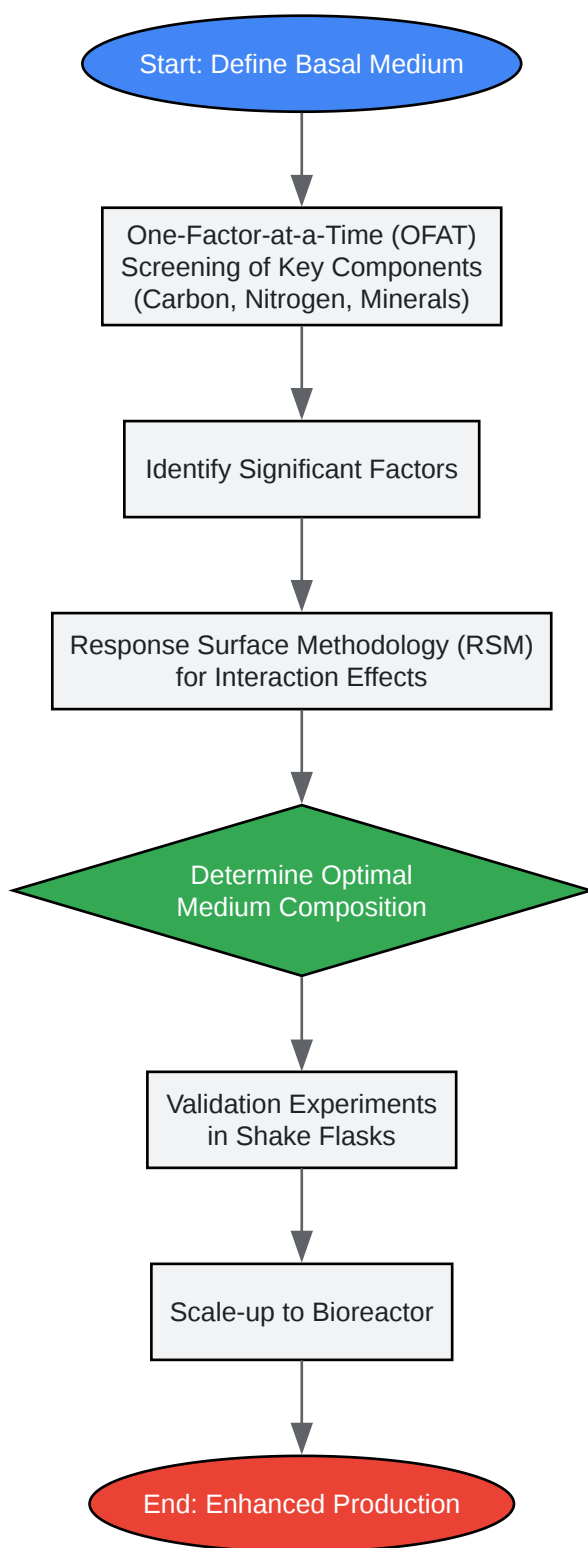 Start: Define Basal Medium
One-Factor-at-a-Time (OFAT)
Screening of Key Components
(Carbon, Nitrogen, Minerals)
Identify Significant Factors
Response Surface Methodology (RSM)
for Interaction Effects
Determine Optimal
Medium Composition
Validation Experiments
in Shake Flasks
Scale-up to Bioreactor
End: Enhanced Production